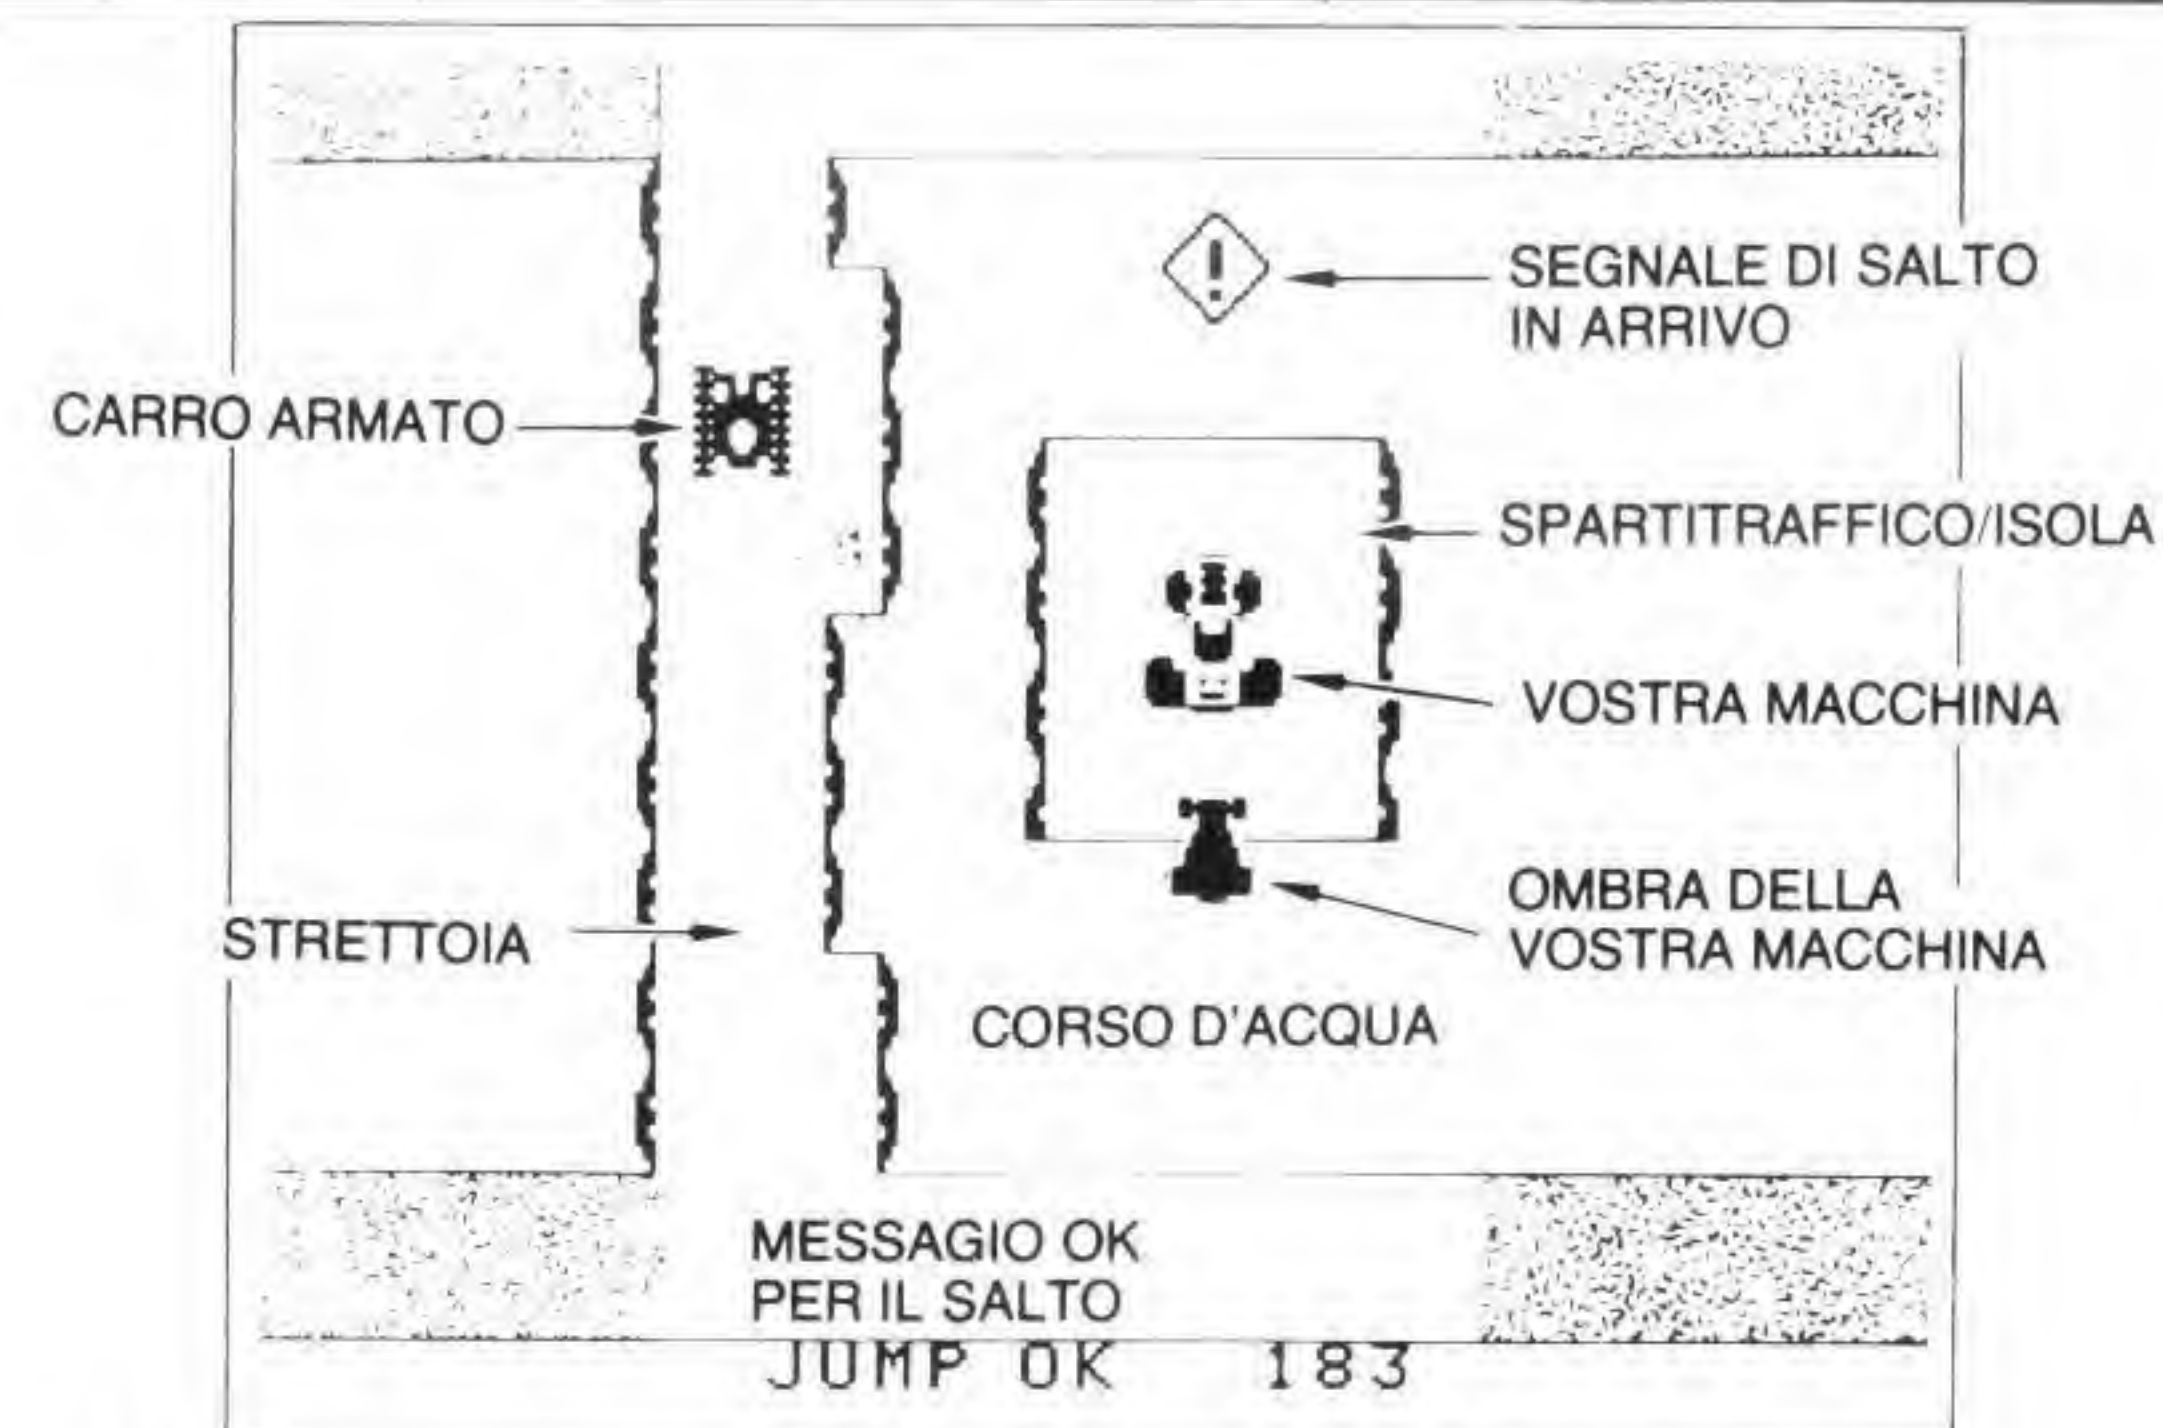 SEGNALE DI SALTO
IN ARRIVO
CARRO ARMATO
SPARTITRAFFICO/ISOLA
VOSTRA MACCHINA
OMBRA DELLA
VOSTRA MACCHINA
STRETTOIA
CORSO D'ACQUA
MESSAGIO OK
PER IL SALTO
JUMP OK 183